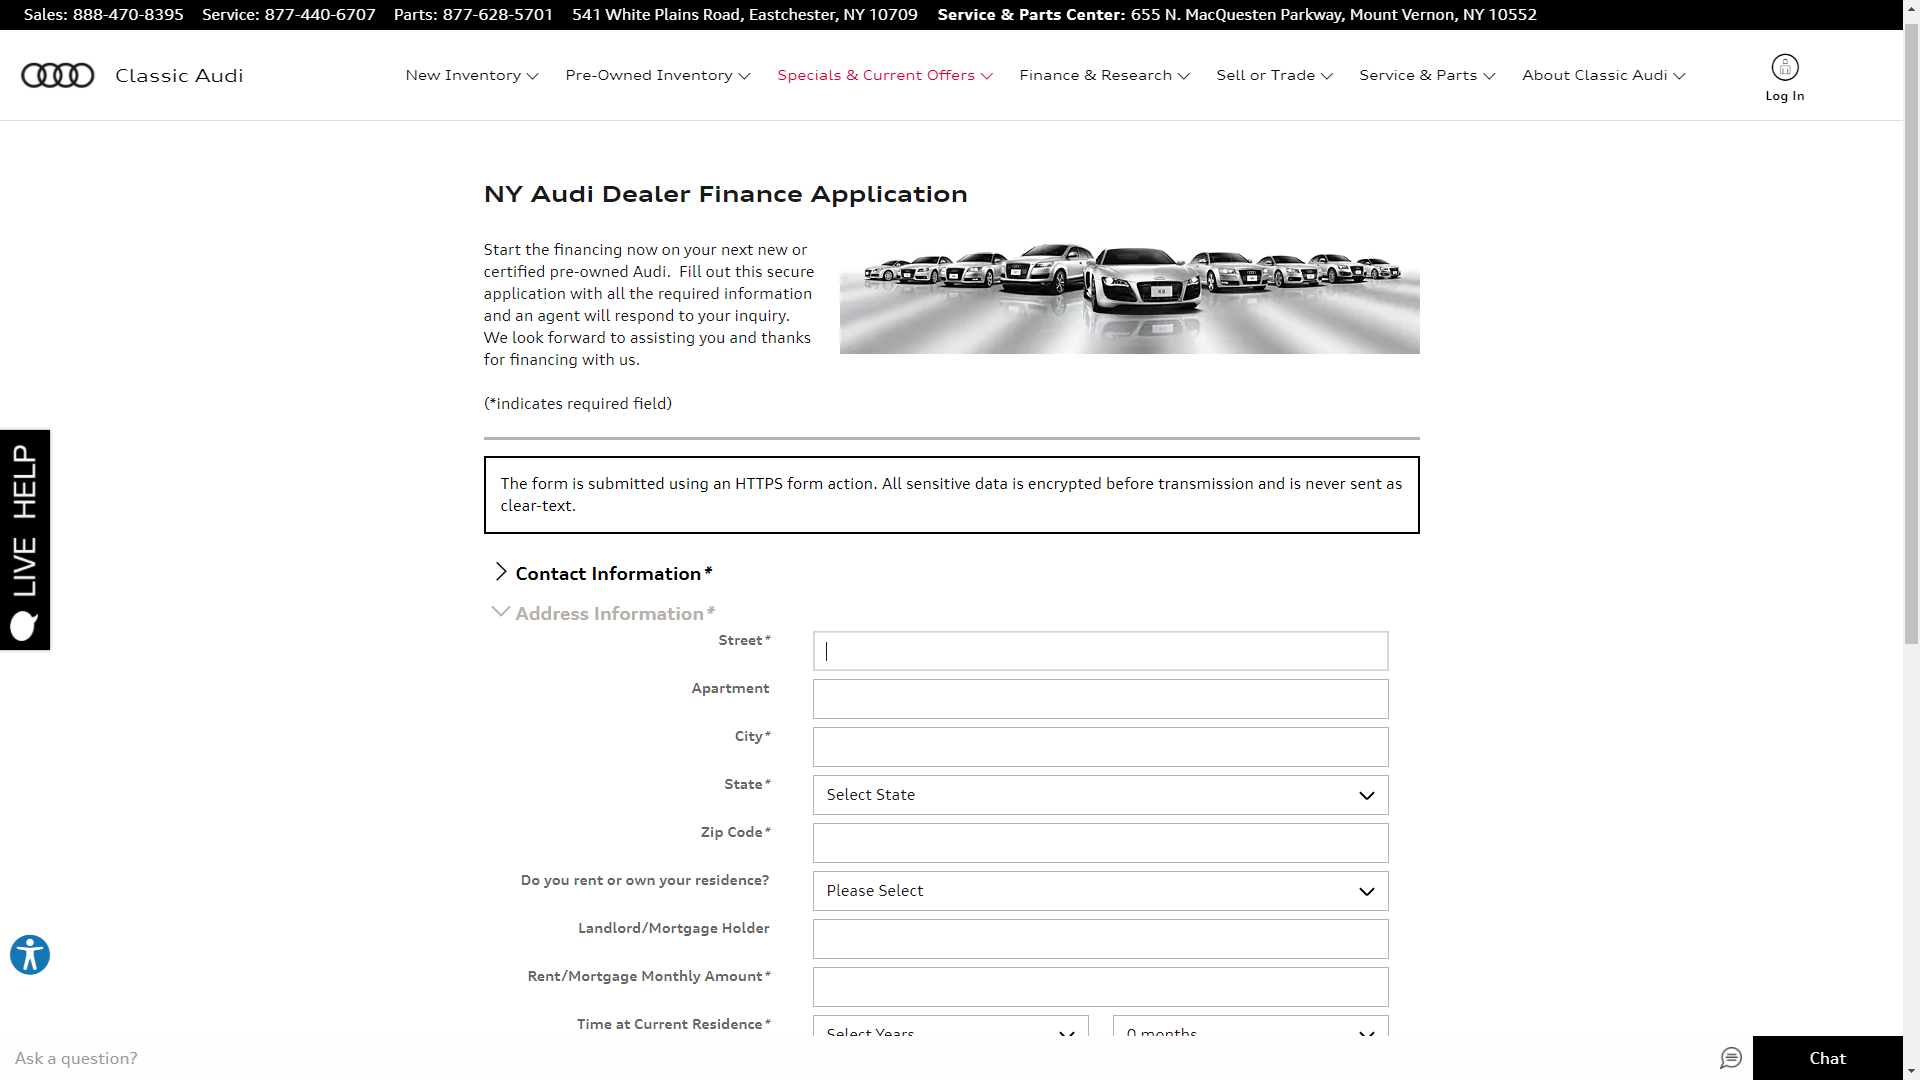 Sales: 888-470-8395 Service: 877-440-6707 Parts: 877-628-5701 541 White Plains Road, Eastchester, NY 10709 Service & Parts Center: 655 N. MacQuesten Parkway, Mount Vernon, NY 10552
Classic Audi
New Inventory
Pre-Owned Inventory
Specials & Current Offers
Finance & Research
Sell or Trade
Service & Parts
About Classic Audi
Log In
NY Audi Dealer Finance Application
Start the financing now on your next new or
certified pre-owned Audi. Fill out this secure
application with all the required information
and an agent will respond to your inquiry.
We look forward to assisting you and thanks
for financing with us.
(*indicates required field)
R8
LIVE HELP
The form is submitted using an HTTPS form action. All sensitive data is encrypted before transmission and is never sent as
clear-text.
Contact Information*
Address Information*
Street*
Apartment
City*
State*
Select State
Zip Code*
Do you rent or own your residence?
Please Select
Landlord/Mortgage Holder
Rent/Mortgage Monthly Amount*
Time at Current Residence*
Select Years
0 months
Ask a question?
Chat